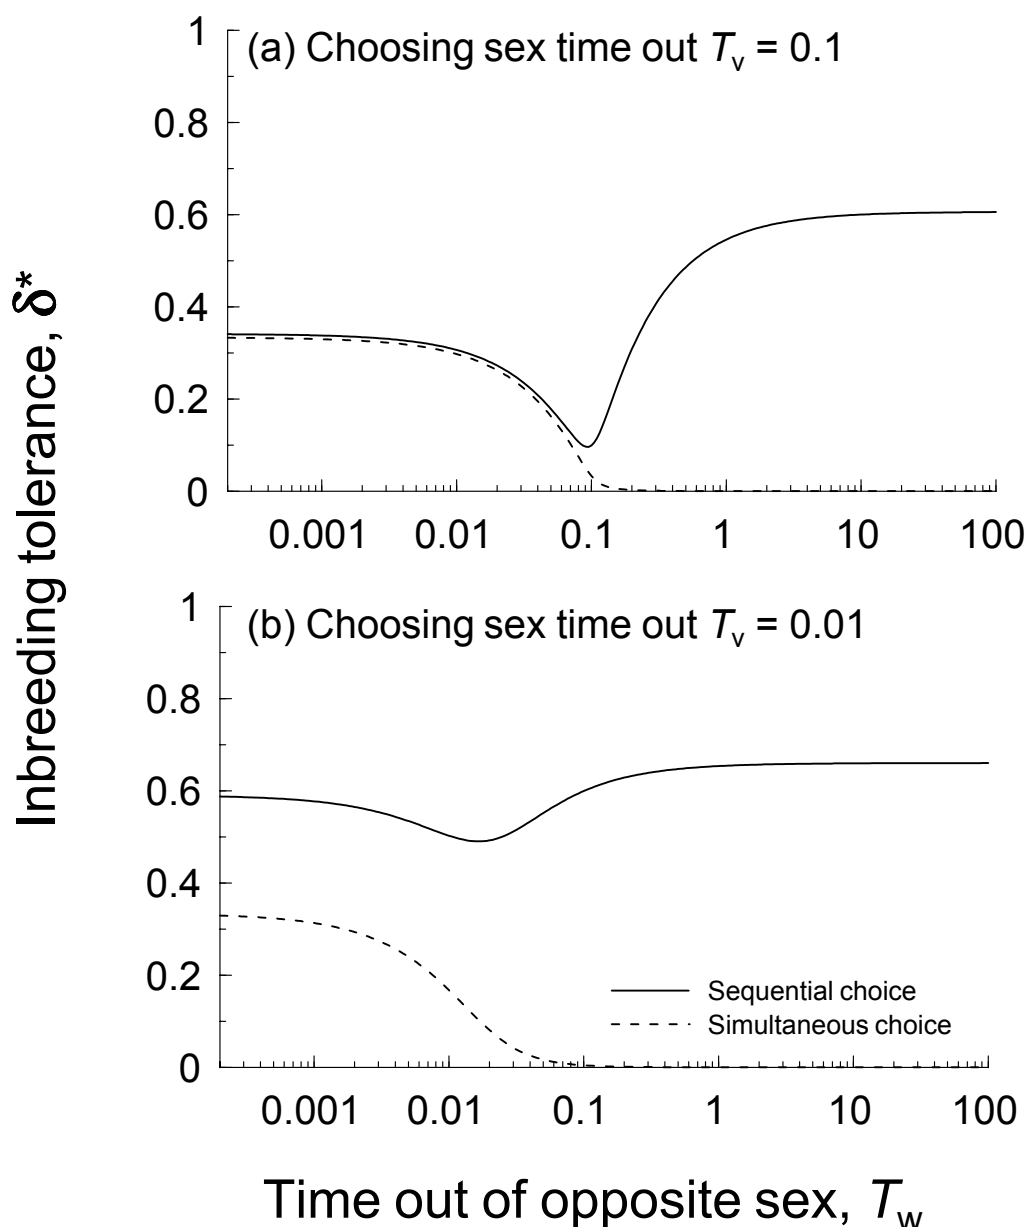 Inbreeding tolerance, δ*
(a) Choosing sex time out Tv = 0.1
1
0.8
0.6
0.4
0.2
0
0.001 0.01 0.1 1 10 100
(b) Choosing sex time out Tv = 0.01
1
0.8
0.6
0.4
0.2
0
Sequential choice
Simultaneous choice
0.001 0.01 0.1 1 10 100
Time out of opposite sex, Tw